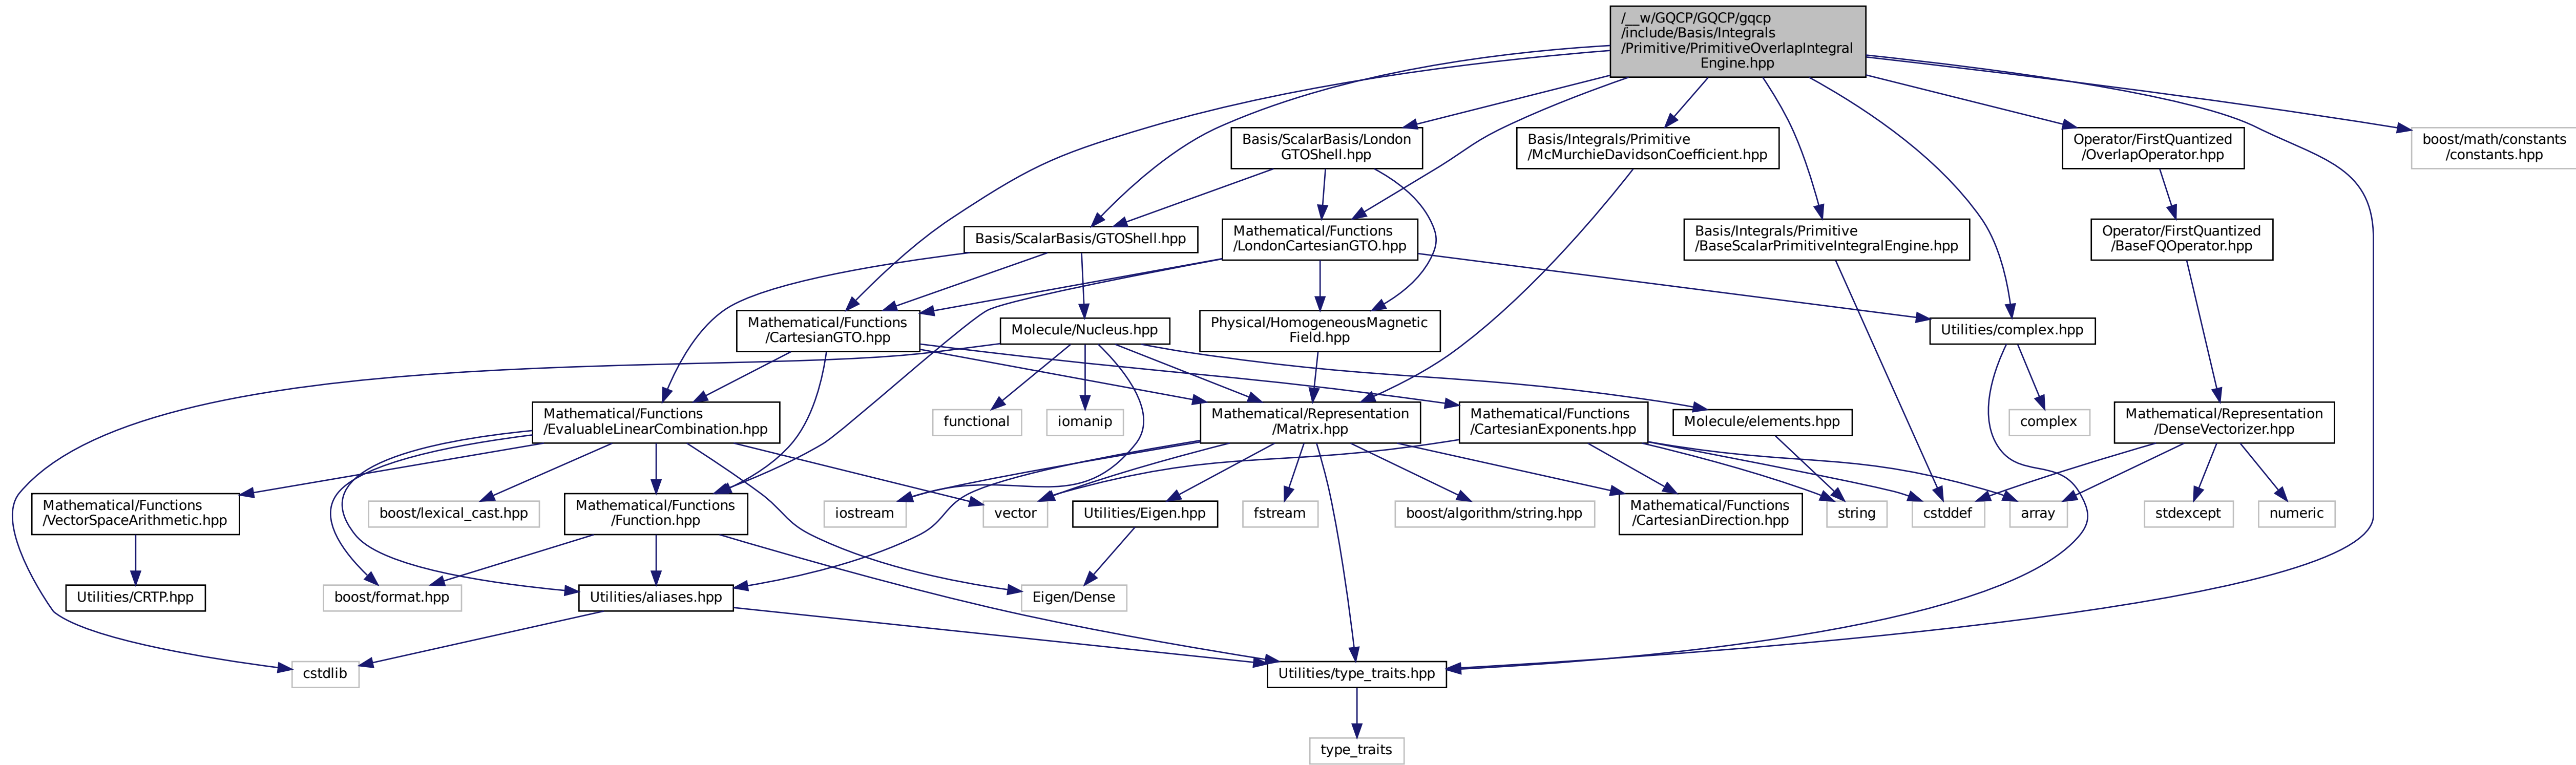 /__w/GQCP/GQCP/gqcp
/include/Basis/Integrals
/Primitive/PrimitiveOverlapIntegral
Engine.hpp
Basis/ScalarBasis/London
GTOShell.hpp
Basis/Integrals/Primitive
/McMurchieDavidsonCoefficient.hpp
Operator/FirstQuantized
/OverlapOperator.hpp
boost/math/constants
/constants.hpp
Basis/ScalarBasis/GTOShell.hpp
Mathematical/Functions
/LondonCartesianGTO.hpp
Basis/Integrals/Primitive
/BaseScalarPrimitiveIntegralEngine.hpp
Operator/FirstQuantized
/BaseFQOperator.hpp
Mathematical/Functions
/CartesianGTO.hpp
Molecule/Nucleus.hpp
Physical/HomogeneousMagnetic
Field.hpp
Utilities/complex.hpp
Mathematical/Functions
/EvaluableLinearCombination.hpp
functional
iomanip
Mathematical/Representation
/Matrix.hpp
Mathematical/Functions
/CartesianExponents.hpp
Molecule/elements.hpp
complex
Mathematical/Representation
/DenseVectorizer.hpp
Mathematical/Functions
/VectorSpaceArithmetic.hpp
boost/lexical_cast.hpp
Mathematical/Functions
/Function.hpp
iostream
vector
Utilities/Eigen.hpp
fstream
boost/algorithm/string.hpp
Mathematical/Functions
/CartesianDirection.hpp
string
cstddef
array
stdexcept
numeric
Utilities/CRTP.hpp
boost/format.hpp
Utilities/aliases.hpp
Eigen/Dense
cstdlib
Utilities/type_traits.hpp
type_traits